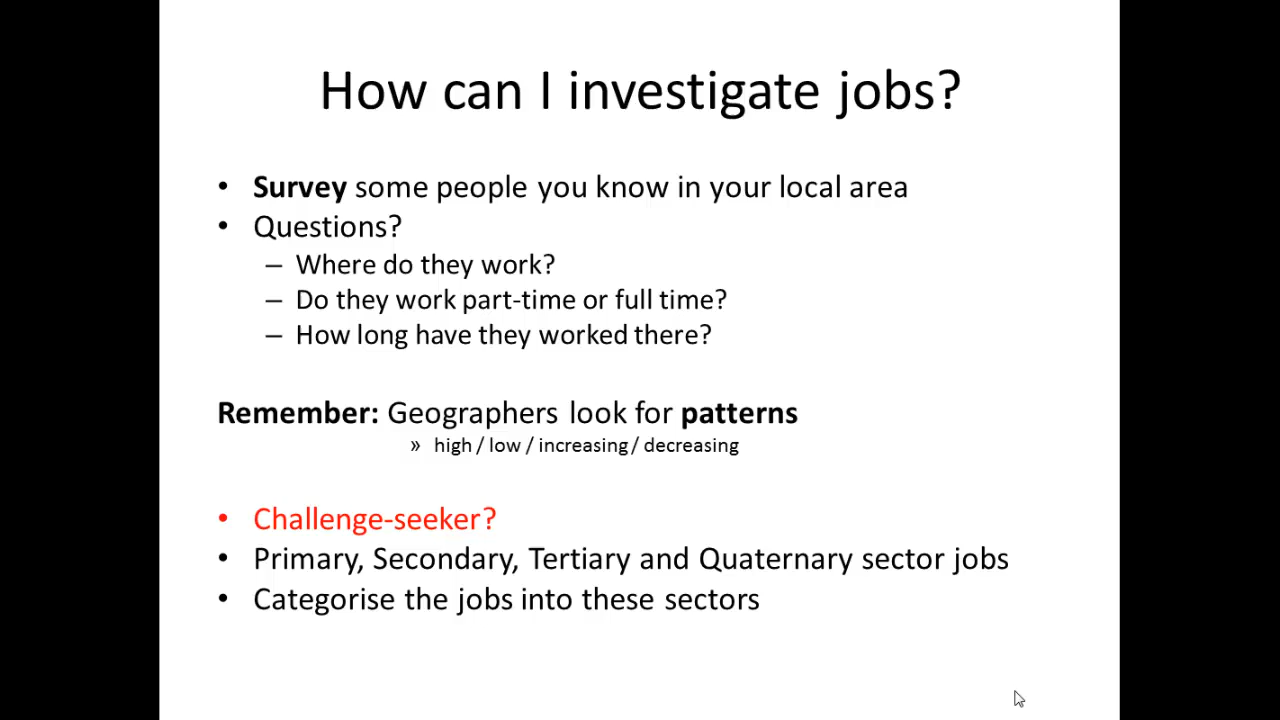 How can I investigate jobs?
• Survey some people you know in your local area
• Questions?
– Where do they work?
– Do they work part-time or full time?
– How long have they worked there?
Remember: Geographers look for patterns
» high / low / increasing / decreasing
• Challenge-seeker?
• Primary, Secondary, Tertiary and Quaternary sector jobs
• Categorise the jobs into these sectors